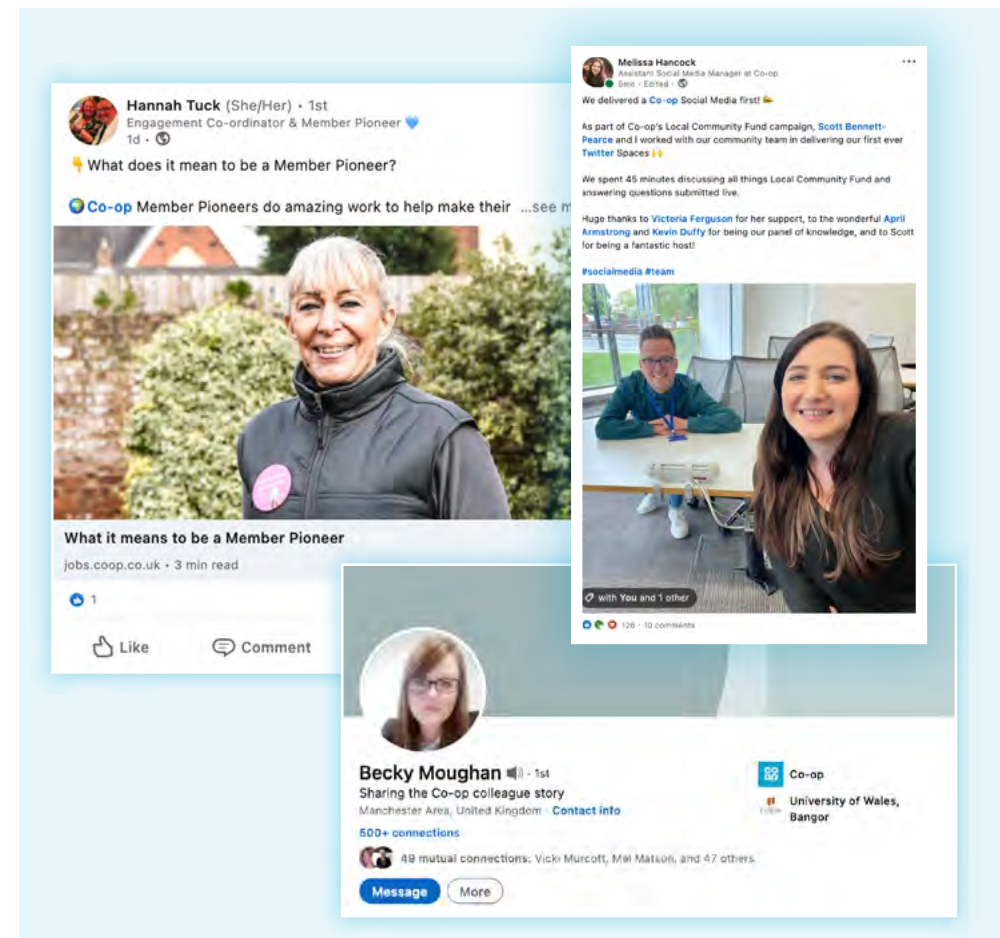 Hannah Tuck (She/Her) • 1st
Engagement Co-ordinator & Member Pioneer 💙
1d •
👇What does it mean to be a Member Pioneer?
🌍Co-op Member Pioneers do amazing work to help make their ...see m
What it means to be a Member Pioneer
jobs.coop.co.uk • 3 min read
1
Like
Comment
Melissa Hancock
Assistant Social Media Manager at Co-op
5mo • Edited •
We delivered a Co-op Social Media first!
As part of Co-op's Local Community Fund campaign, Scott Bennett-
Pearce and I worked with our community team in delivering our first ever
Twitter Spaces 🙌
We spent 45 minutes discussing all things Local Community Fund and
answering questions submitted live.
Huge thanks to Victoria Ferguson for her support, to the wonderful April
Armstrong and Kevin Duffy for being our panel of knowledge, and to Scott
for being a fantastic host!
#socialmedia #team
with You and 1 other
126 • 10 comments
Becky Moughan 🔊 · 1st
Sharing the Co-op colleague story
Manchester Area, United Kingdom · Contact info
500+ connections
49 mutual connections: Vicki Murcott, Mel Matson, and 47 others
Message
More
CO
OP
Co-op
University of Wales,
Bangor